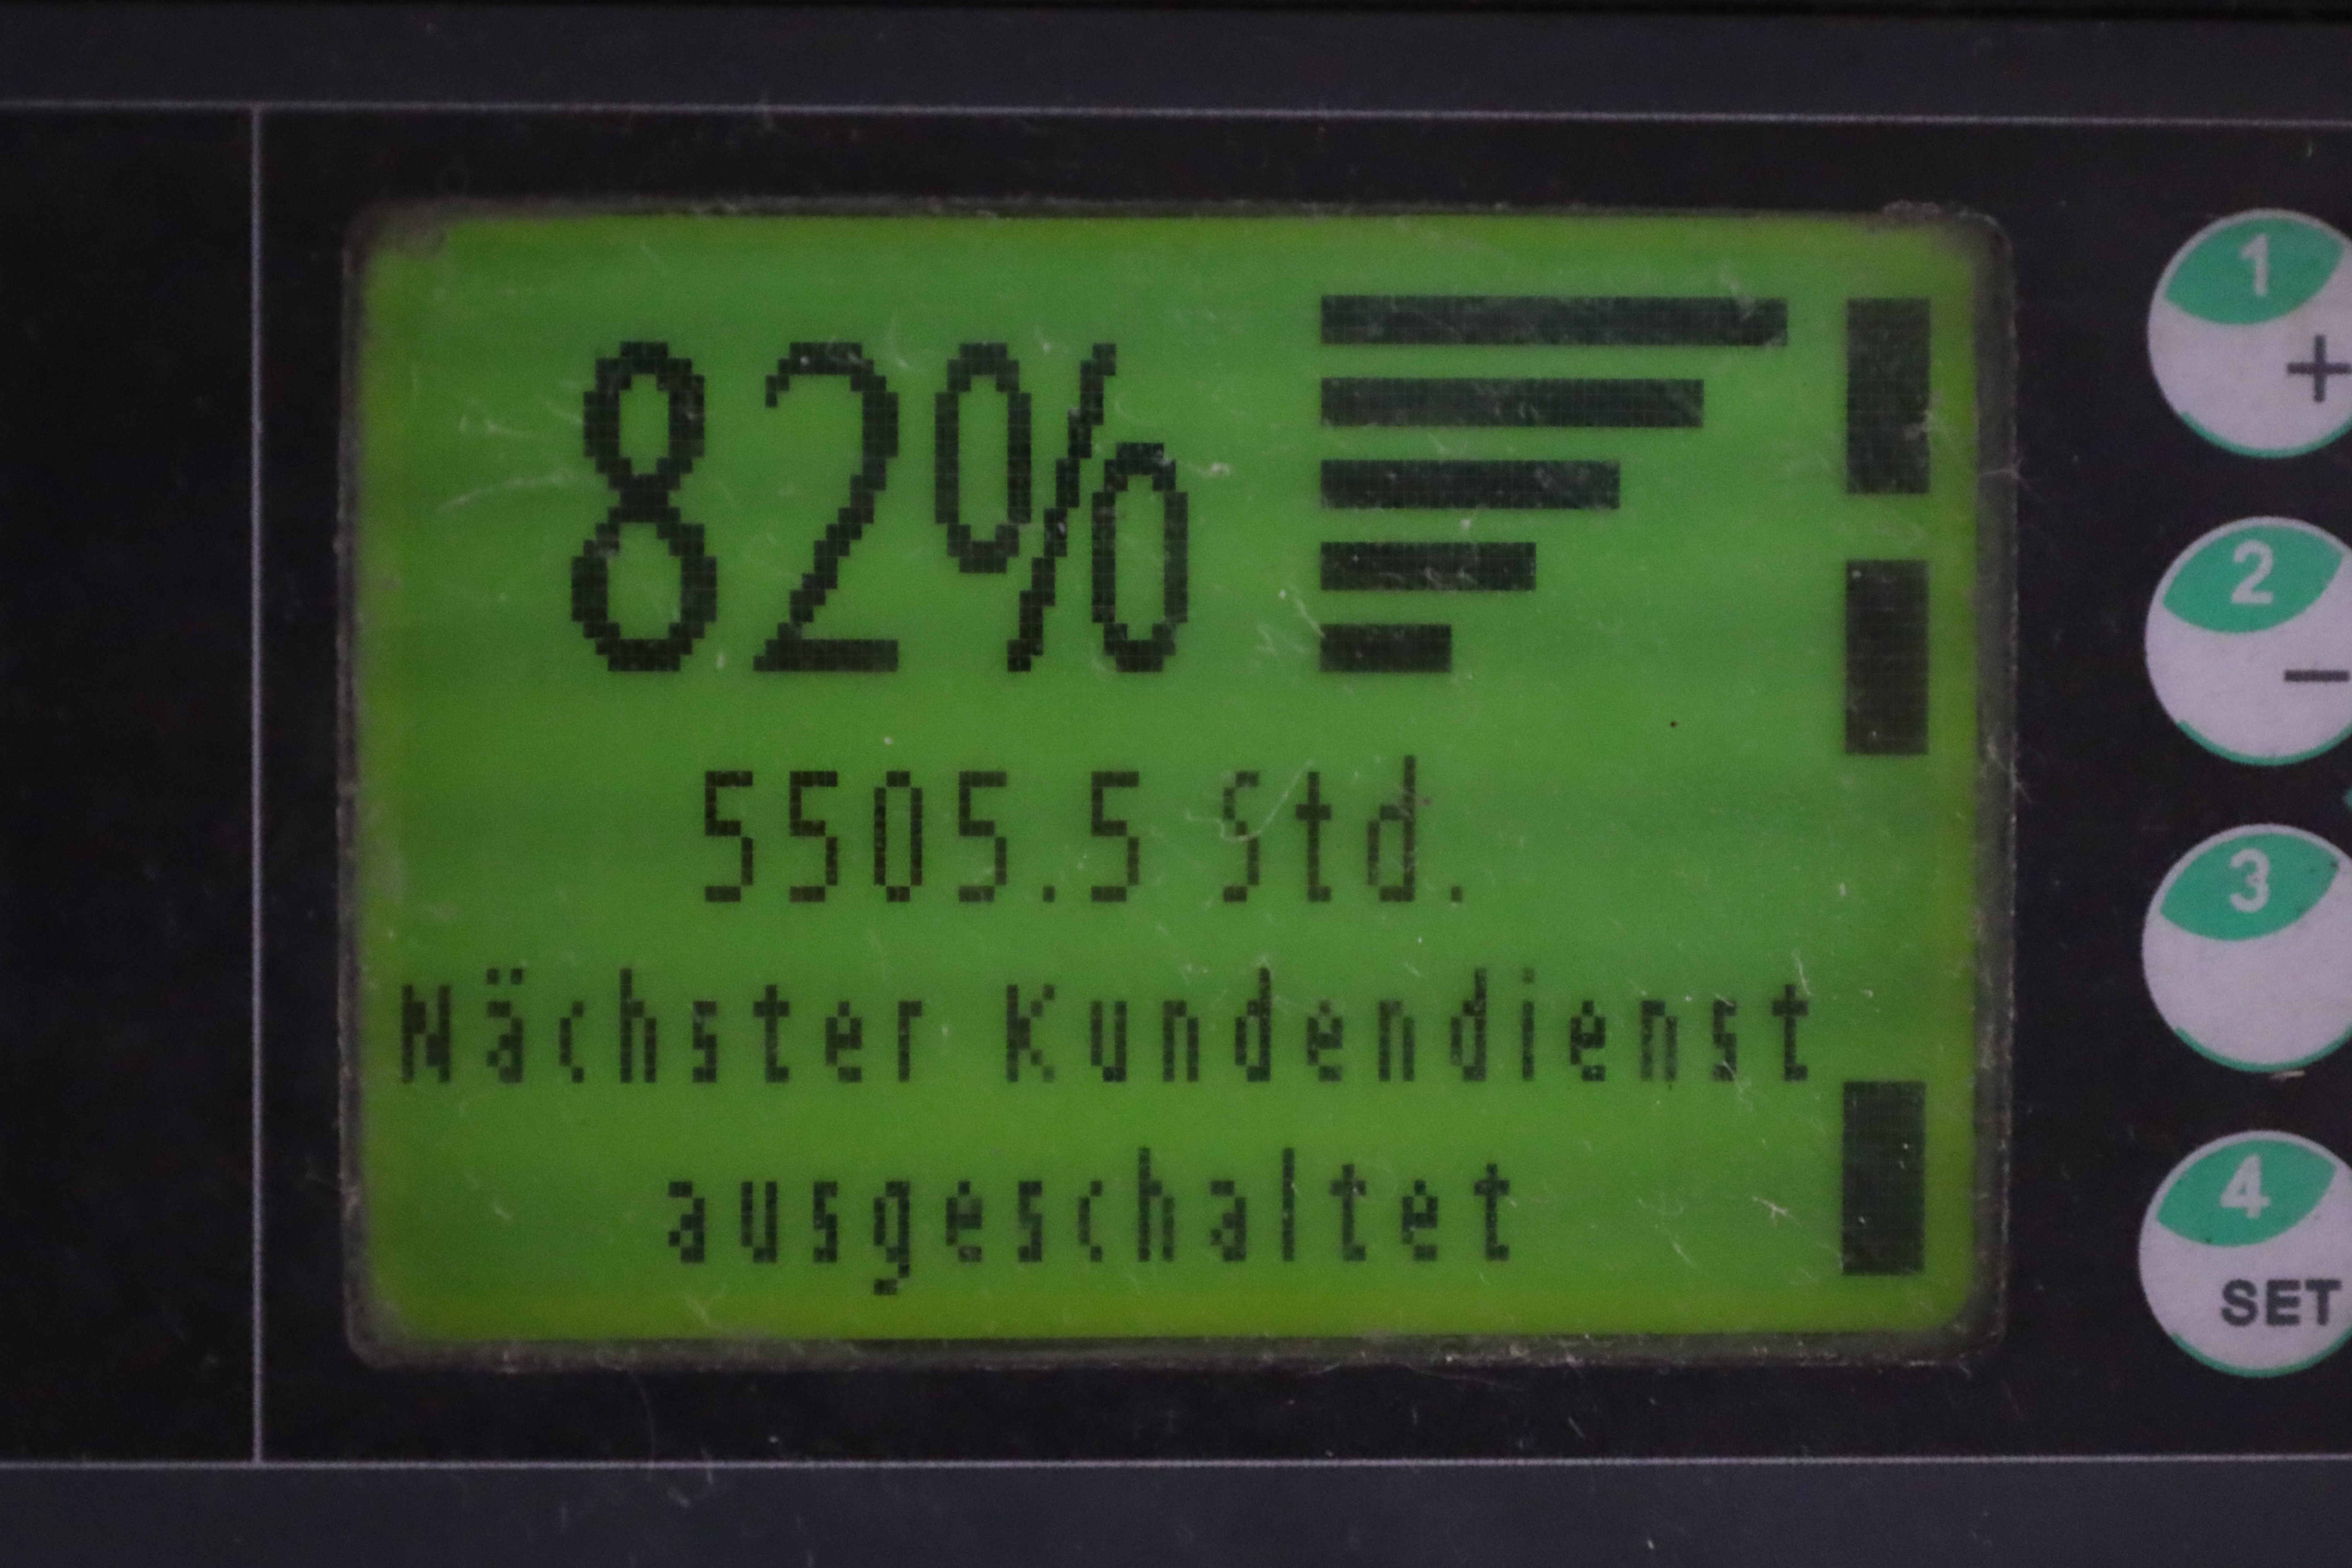 82%
5505.5 Std.
Nächster Kundendienst
ausgeschaltet
1
+
2
−
3
4
SET